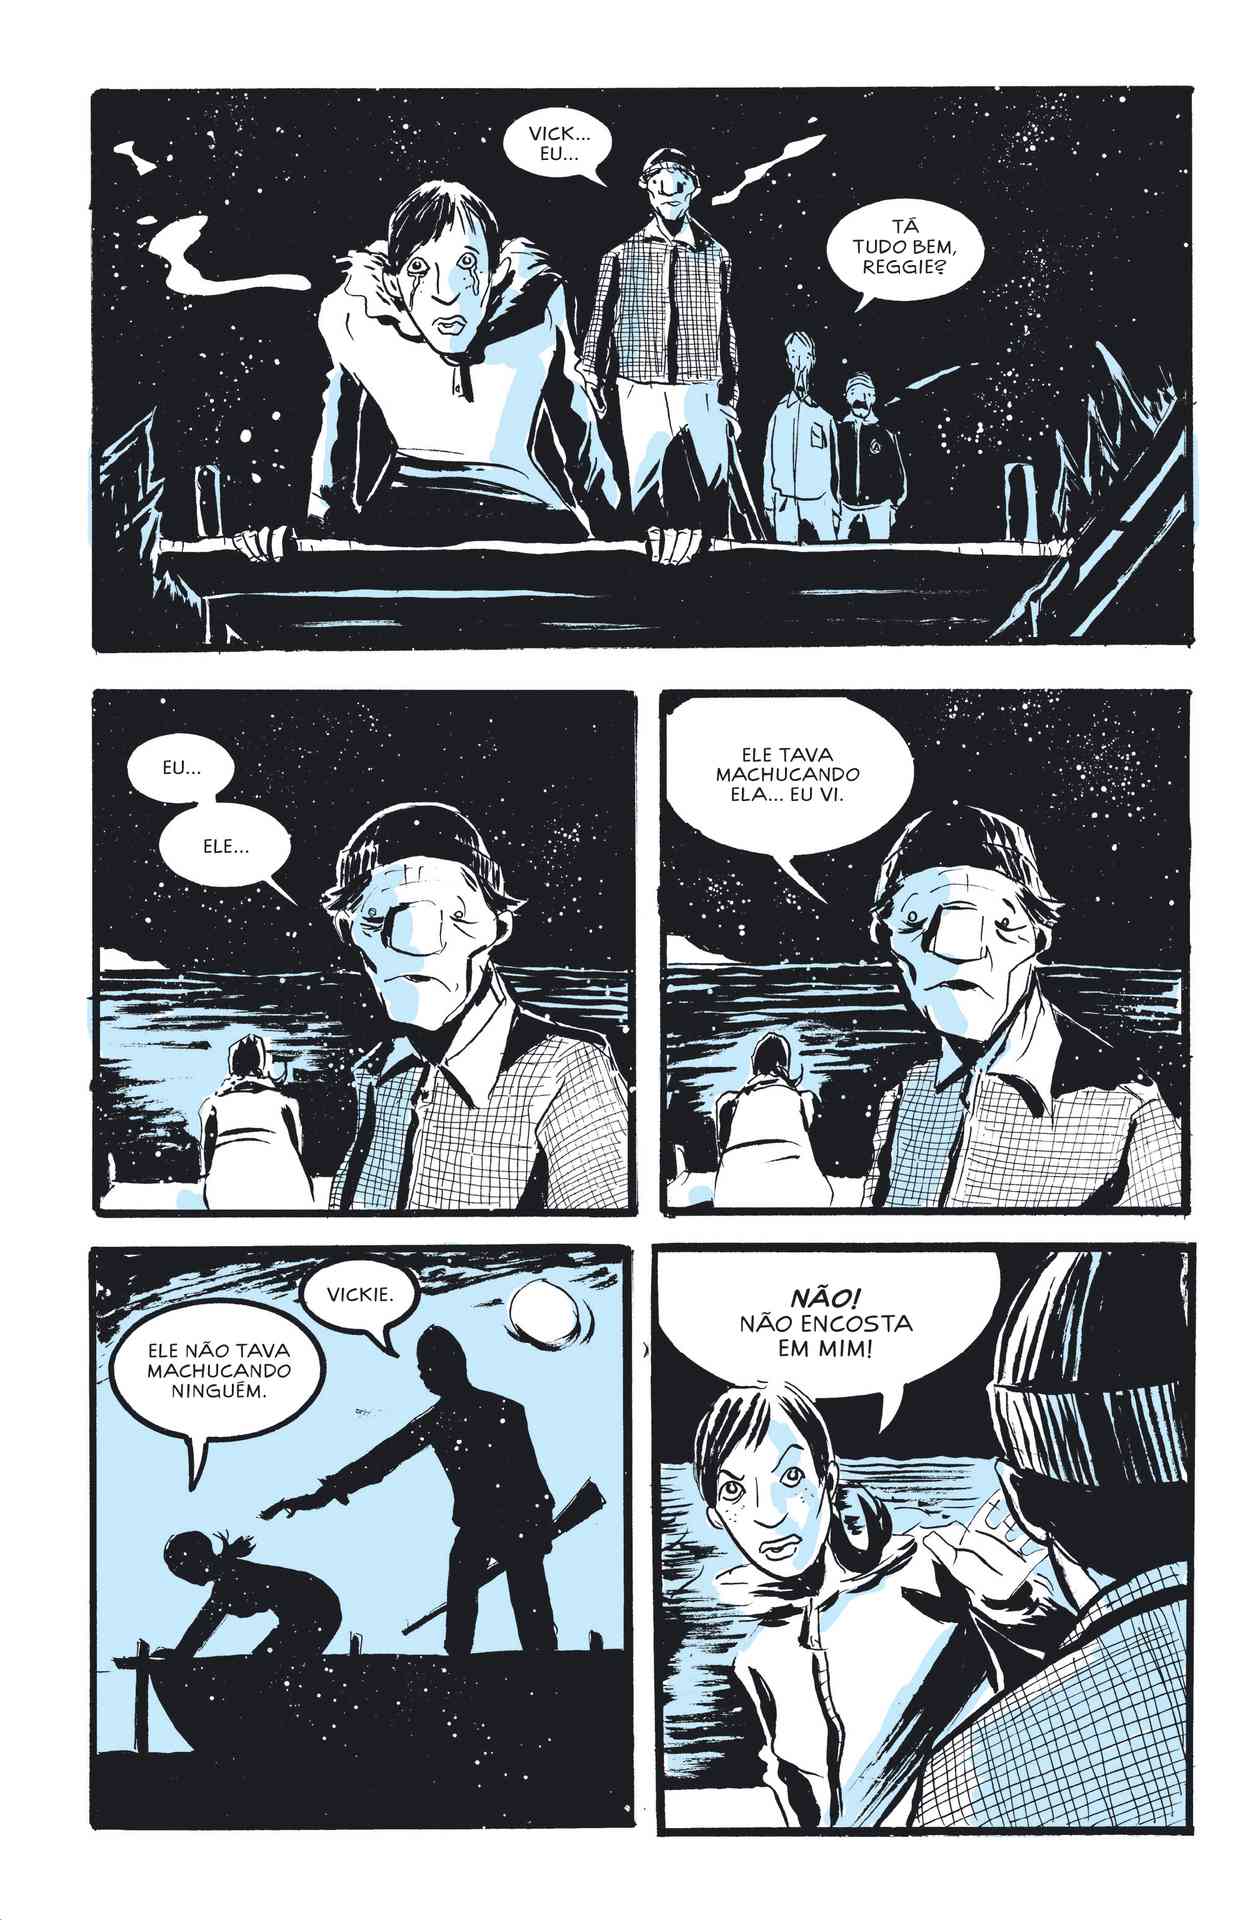 VICK...
EU...
TÁ
TUDO BEM,
REGGIE?
EU...
ELE...
ELE TAVA
MACHUCANDO
ELA... EU VI.
VICKIE.
ELE NÃO TAVA
MACHUCANDO
NINGUÉM.
NÃO!
NÃO ENCOSTA
EM MIM!